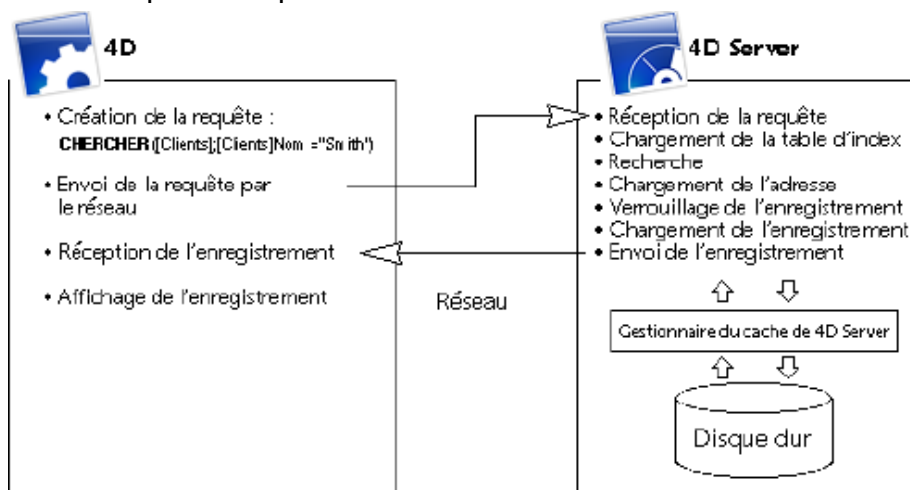 4D
• Création de la requête :
CHERCHER([Clients];[Clients]Nom ="Smith")
• Envoi de la requête par
le réseau
• Réception de l'enregistrement
• Affichage de l'enregistrement
Réseau
4D Server
• Réception de la requête
• Chargement de la table d'index
• Recherche
• Chargement de l'adresse
• Verrouillage de l'enregistrement
• Chargement de l'enregistrement
• Envoi de l'enregistrement
Gestionnaire du cache de 4D Server
Disque dur